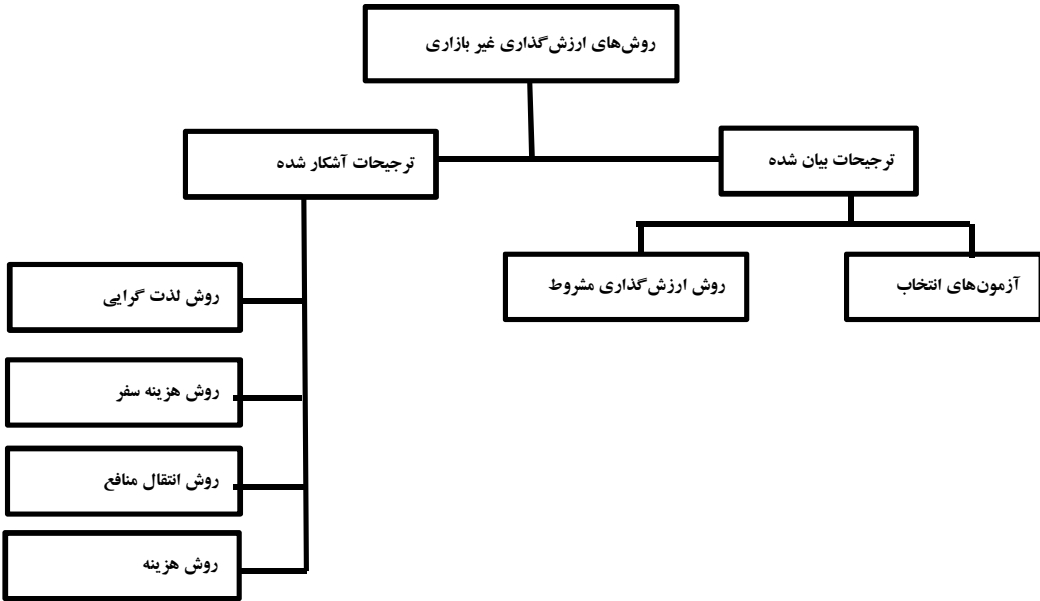 روش‌های ارزش‌گذاری غیر بازاری
ترجیحات بیان شده
ترجیحات آشکار شده
آزمون‌های انتخاب
روش ارزش‌گذاری مشروط
روش لذت گرایی
روش هزینه سفر
روش انتقال منافع
روش هزینه